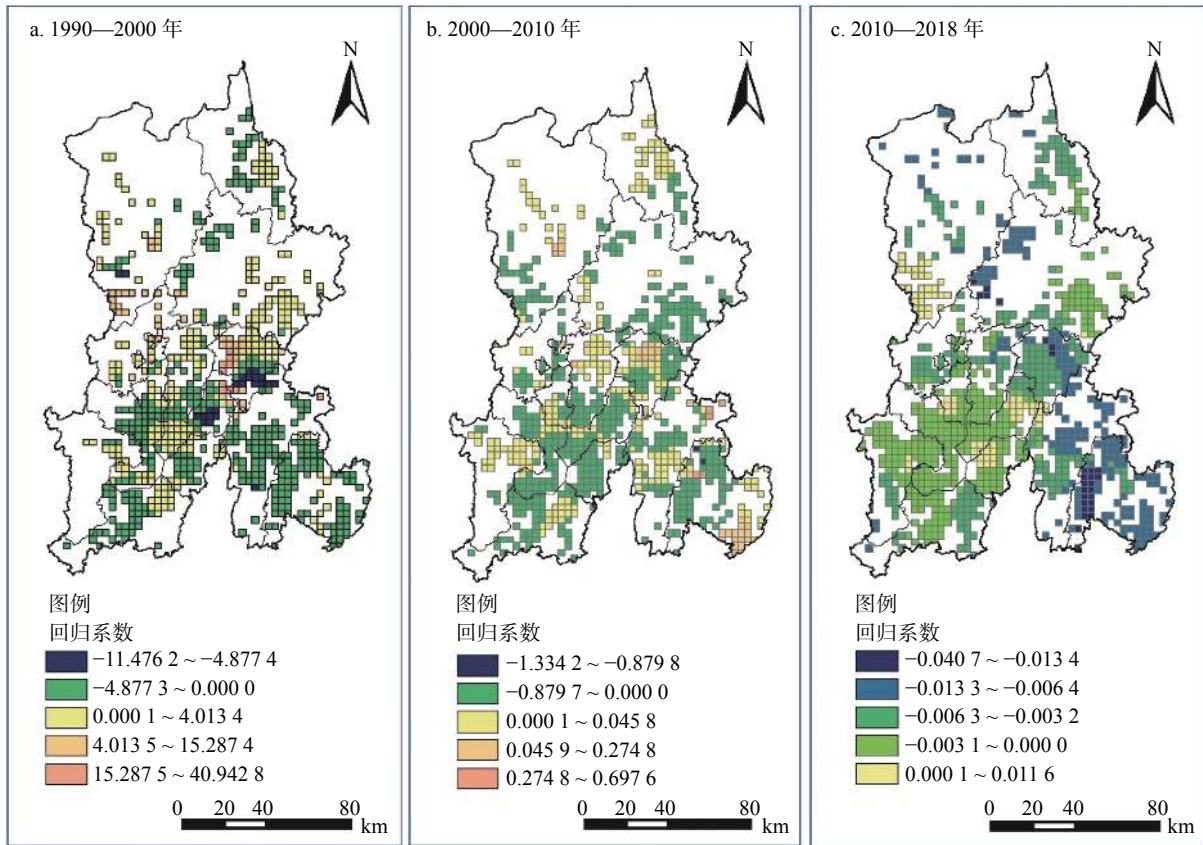 a. 1990—2000 年
N
图例
回归系数
−11.476 2 ~ −4.877 4
−4.877 3 ~ 0.000 0
0.000 1 ~ 4.013 4
4.013 5 ~ 15.287 4
15.287 5 ~ 40.942 8
0 20 40 80
km
b. 2000—2010 年
N
图例
回归系数
−1.334 2 ~ −0.879 8
−0.879 7 ~ 0.000 0
0.000 1 ~ 0.045 8
0.045 9 ~ 0.274 8
0.274 8 ~ 0.697 6
0 20 40 80
km
c. 2010—2018 年
N
图例
回归系数
−0.040 7 ~ −0.013 4
−0.013 3 ~ −0.006 4
−0.006 3 ~ −0.003 2
−0.003 1 ~ 0.000 0
0.000 1 ~ 0.011 6
0 20 40 80
km